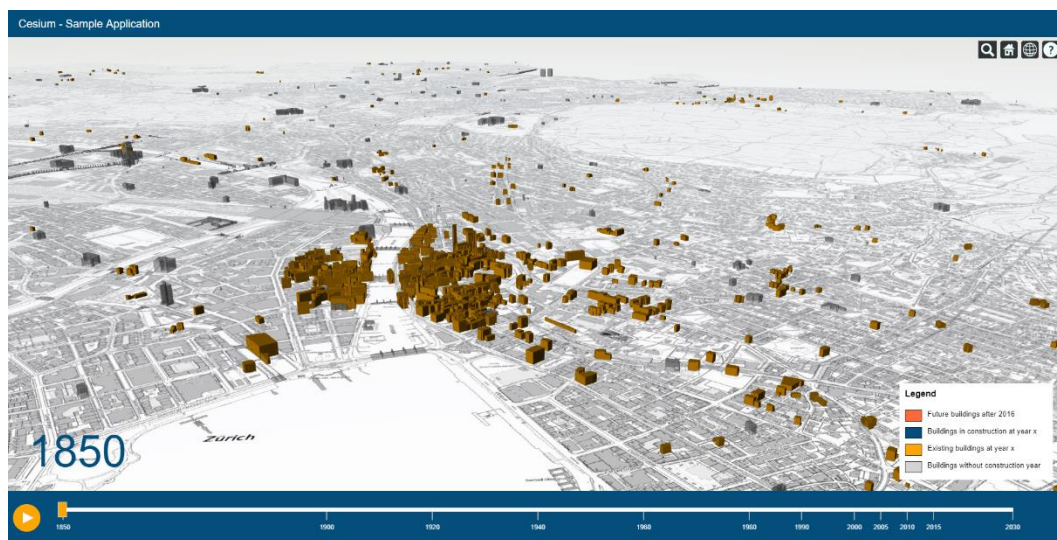 Cesium - Sample Application
?
Zürich
1850
Legend
Future buildings after 2016
Buildings in construction at year x
Existing buildings at year x
Buildings without construction year
1850
1900
1920
1940
1960
1980
1990
2000
2005
2010
2015
2030